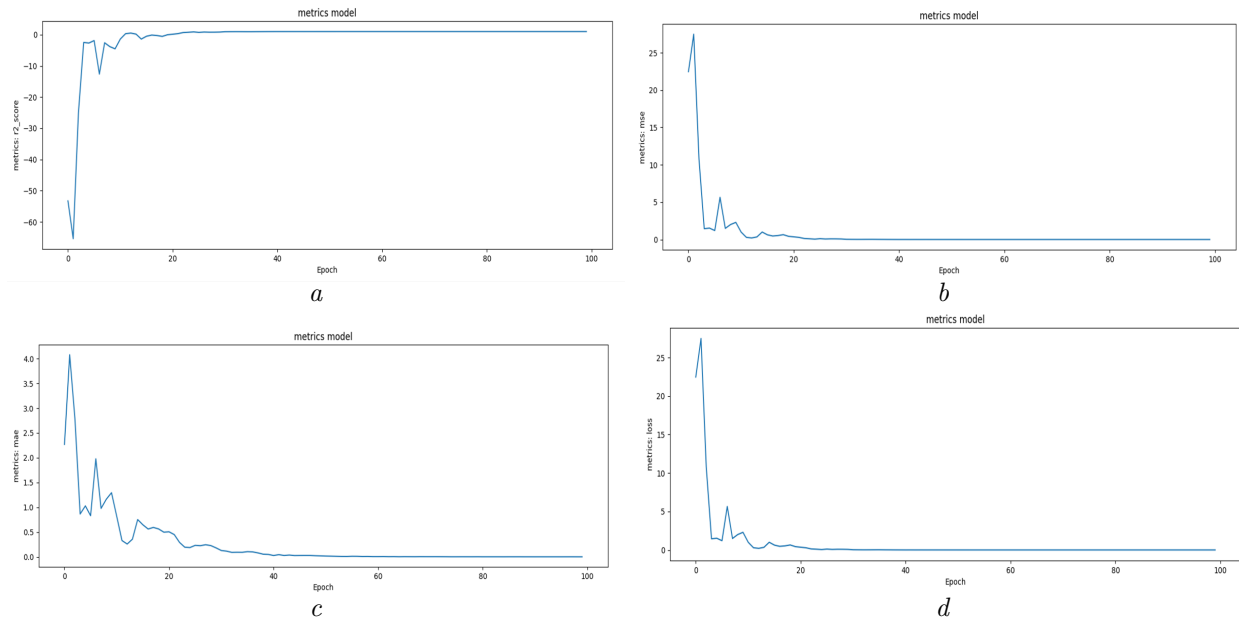 metrics model
metrics: r2_score
0
−10
−20
−30
−40
−50
−60
0 20 40 60 80 100
Epoch
a
metrics model
metrics: mse
25
20
15
10
5
0
0 20 40 60 80 100
Epoch
b
metrics model
metrics: mae
4.0
3.5
3.0
2.5
2.0
1.5
1.0
0.5
0.0
0 20 40 60 80 100
Epoch
c
metrics model
metrics: loss
25
20
15
10
5
0
0 20 40 60 80 100
Epoch
d